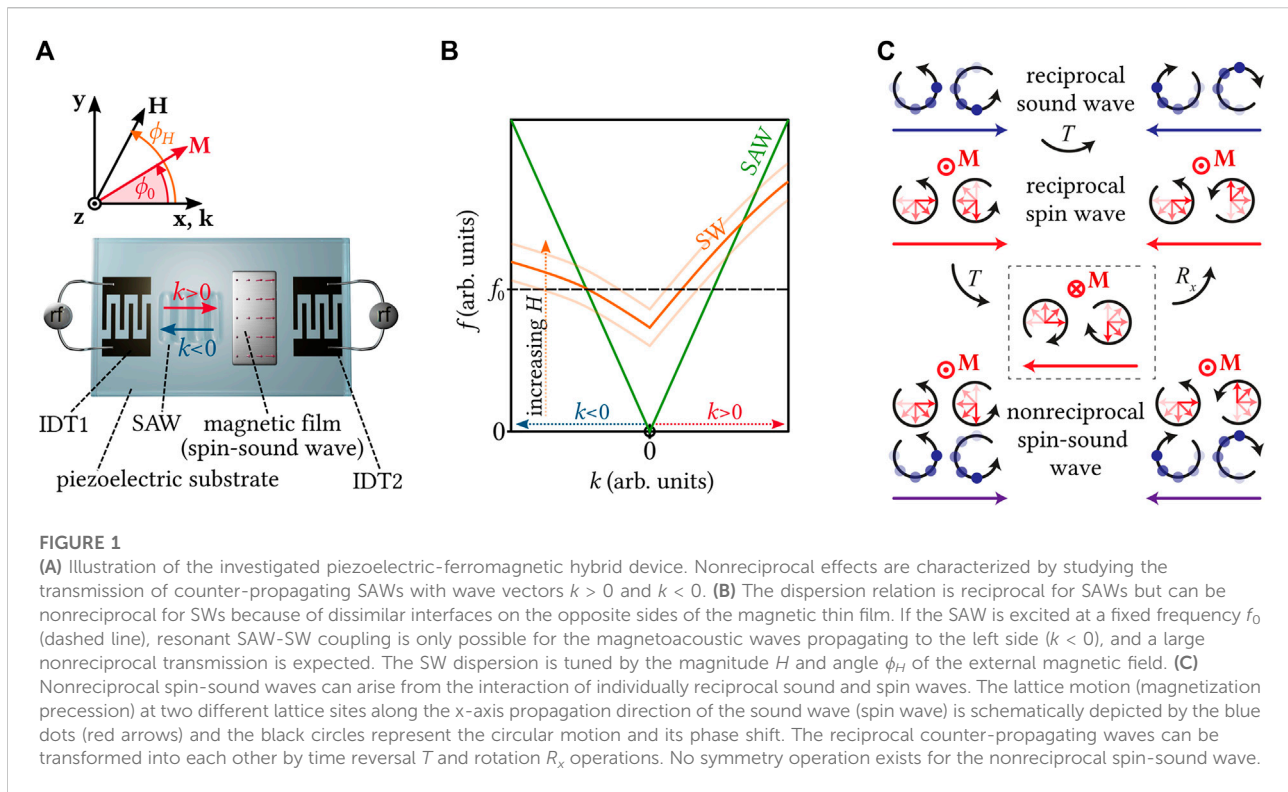 A
y
H
ϕH
M
ϕ0
z
x, k
k>0
k<0
rf
rf
IDT1
SAW
magnetic film
(spin-sound wave)
piezoelectric substrate
IDT2
B
f (arb. units)
f0
0
increasing H
SAW
SW
k<0
k>0
0
k (arb. units)
C
reciprocal
sound wave
T
M
M
reciprocal
spin wave
T
M
Rx
M
M
nonreciprocal
spin-sound
wave
FIGURE 1
(A) Illustration of the investigated piezoelectric-ferromagnetic hybrid device. Nonreciprocal effects are characterized by studying the
transmission of counter-propagating SAWs with wave vectors k > 0 and k < 0. (B) The dispersion relation is reciprocal for SAWs but can be
nonreciprocal for SWs because of dissimilar interfaces on the opposite sides of the magnetic thin film. If the SAW is excited at a fixed frequency f0
(dashed line), resonant SAW-SW coupling is only possible for the magnetoacoustic waves propagating to the left side (k < 0), and a large
nonreciprocal transmission is expected. The SW dispersion is tuned by the magnitude H and angle ϕH of the external magnetic field. (C)
Nonreciprocal spin-sound waves can arise from the interaction of individually reciprocal sound and spin waves. The lattice motion (magnetization
precession) at two different lattice sites along the x-axis propagation direction of the sound wave (spin wave) is schematically depicted by the blue
dots (red arrows) and the black circles represent the circular motion and its phase shift. The reciprocal counter-propagating waves can be
transformed into each other by time reversal T and rotation Rx operations. No symmetry operation exists for the nonreciprocal spin-sound wave.